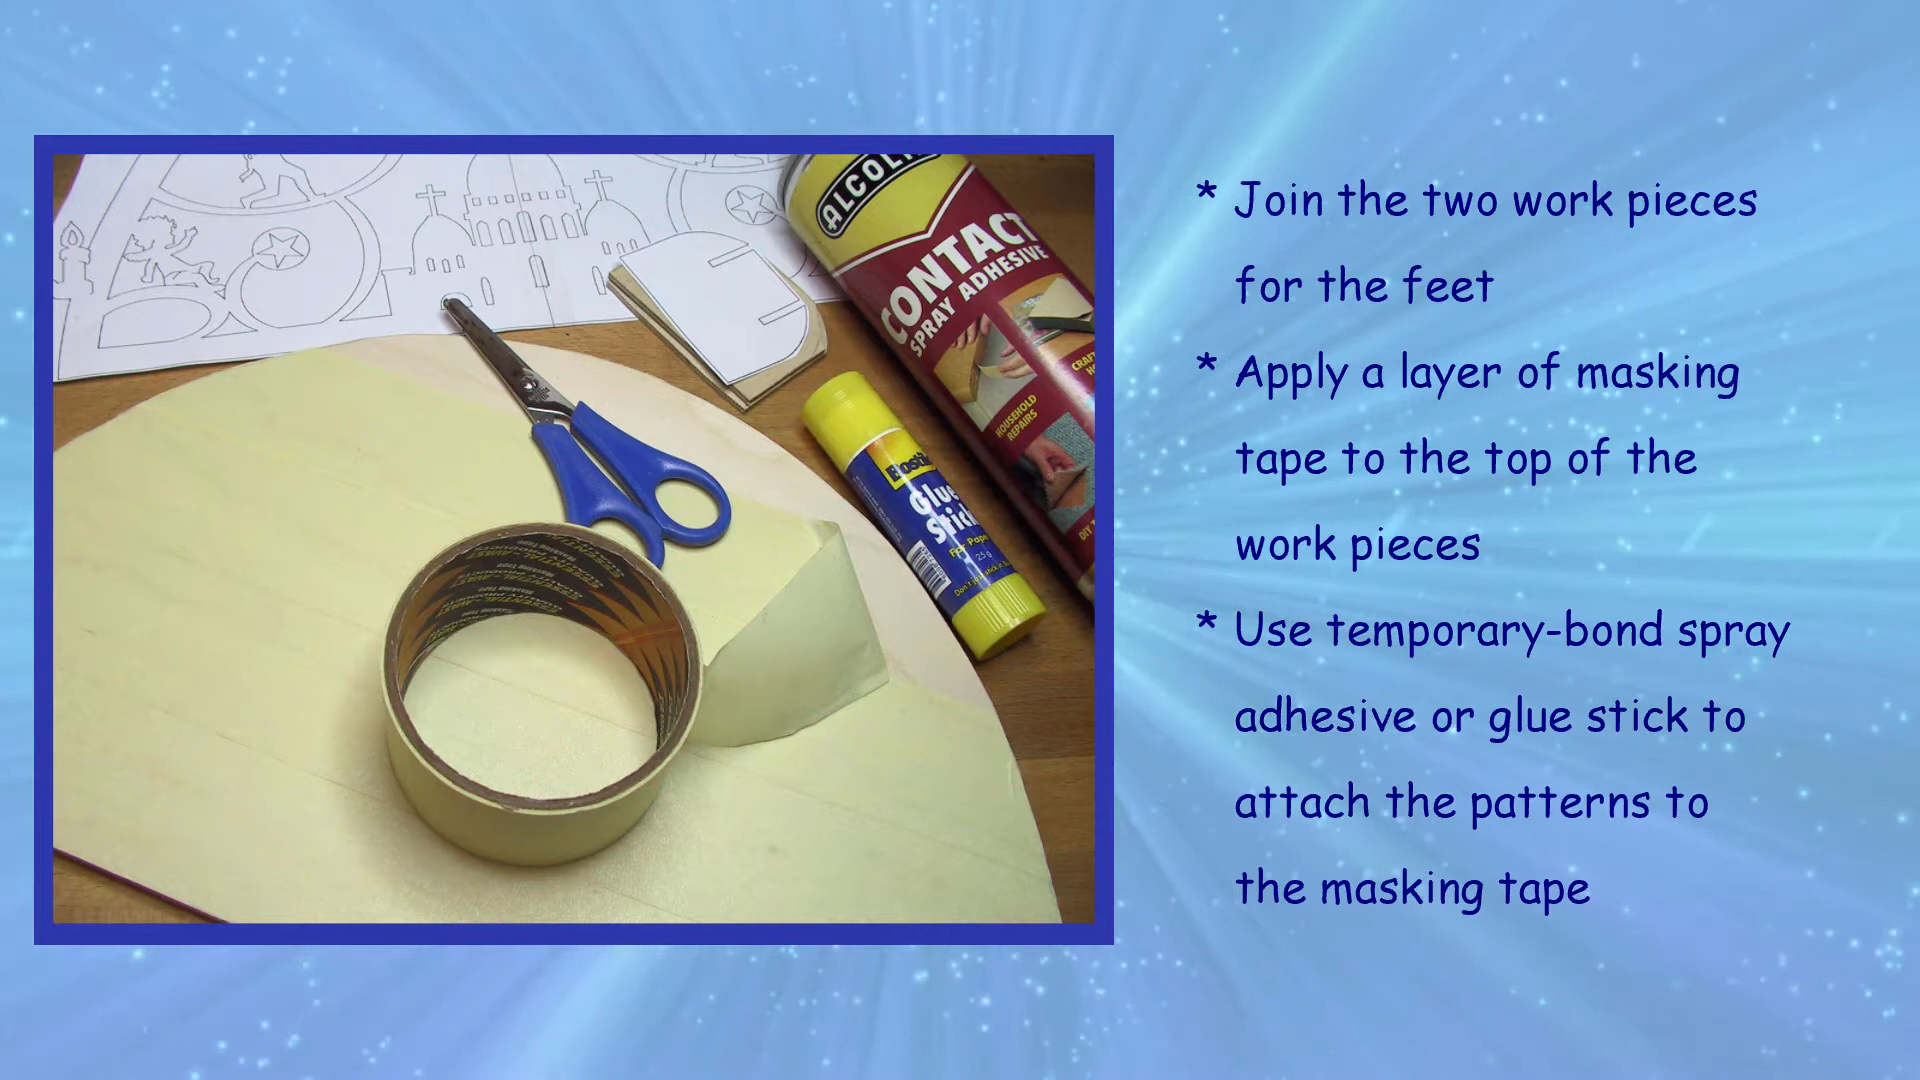 * Join the two work pieces
for the feet
* Apply a layer of masking
tape to the top of the
work pieces
* Use temporary-bond spray
adhesive or glue stick to
attach the patterns to
the masking tape
CONTACT
SPRAY ADHESIVE
HOUSEHOLD
REPAIRS
Glue
Stick
25g